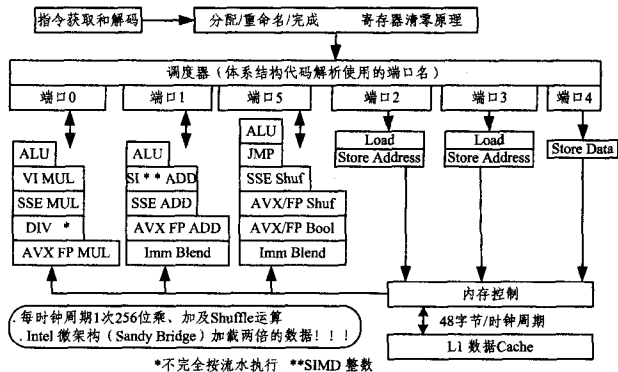 指令获取和解码
分配/重命名/完成 寄存器清零原理
调度器（体系结构代码解析使用的端口名）
端口0 端口1 端口5 端口2 端口3 端口4
ALU
VI MUL
SSE MUL
DIV *
AVX FP MUL
ALU
SI ** ADD
SSE ADD
AVX FP ADD
Imm Blend
ALU
JMP
SSE Shuf
AVX/FP Shuf
AVX/FP Bool
Imm Blend
Load
Store Address
Load
Store Address
Store Data
内存控制
48字节/时钟周期
L1 数据Cache
.每时钟周期1次256位乘、加及Shuffle运算
.Intel 微架构（Sandy Bridge）加载两倍的数据！！！
*不完全按流水执行 **SIMD 整数